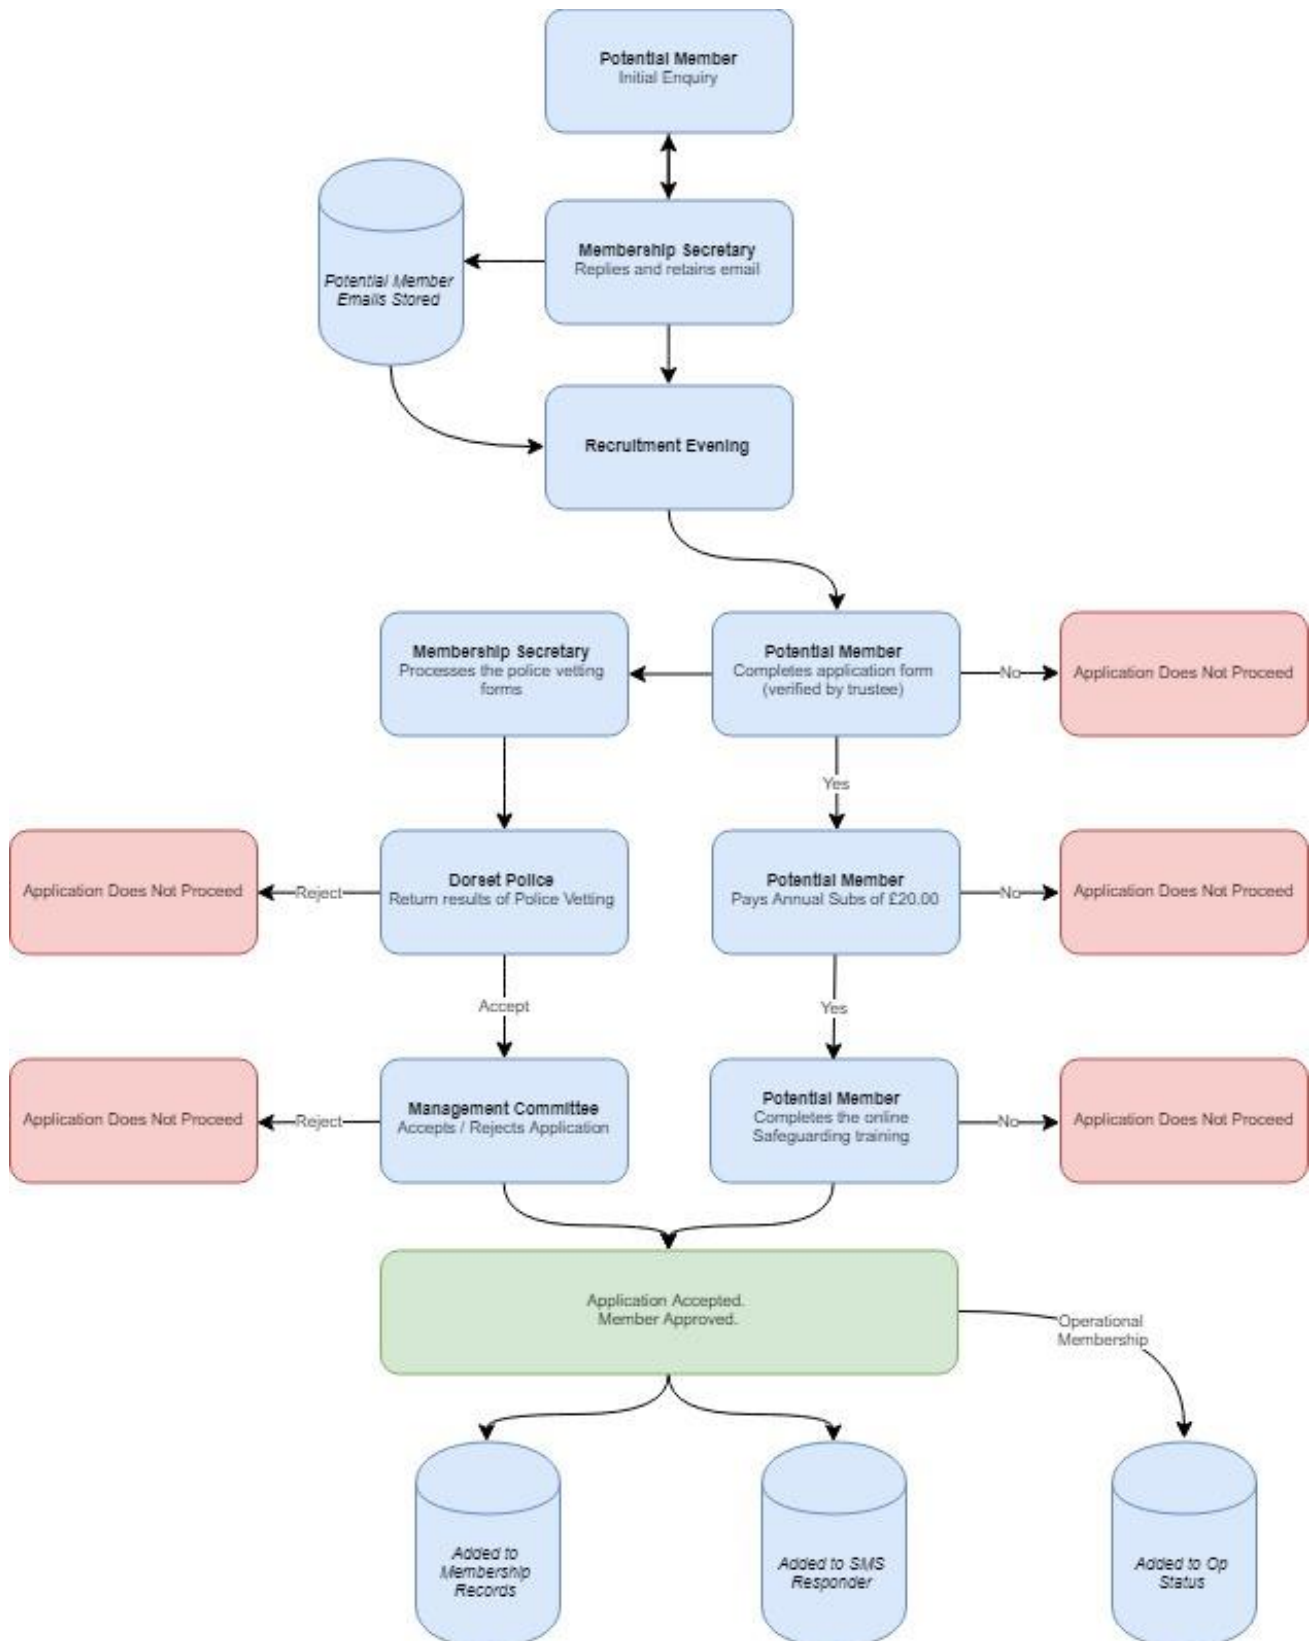 Potential Member
Initial Enquiry
Membership Secretary
Replies and retains email
Potential Member
Emails Stored
Recruitment Evening
Membership Secretary
Processes the police vetting
forms
Potential Member
Completes application form
(verified by trustee)
No
Application Does Not Proceed
Yes
Application Does Not Proceed
Reject
Dorset Police
Return results of Police Vetting
Potential Member
Pays Annual Subs of £20.00
No
Application Does Not Proceed
Accept
Yes
Application Does Not Proceed
Reject
Management Committee
Accepts / Rejects Application
Potential Member
Completes the online
Safeguarding training
No
Application Does Not Proceed
Application Accepted.
Member Approved.
Operational
Membership
Added to
Membership
Records
Added to SMS
Responder
Added to Op
Status